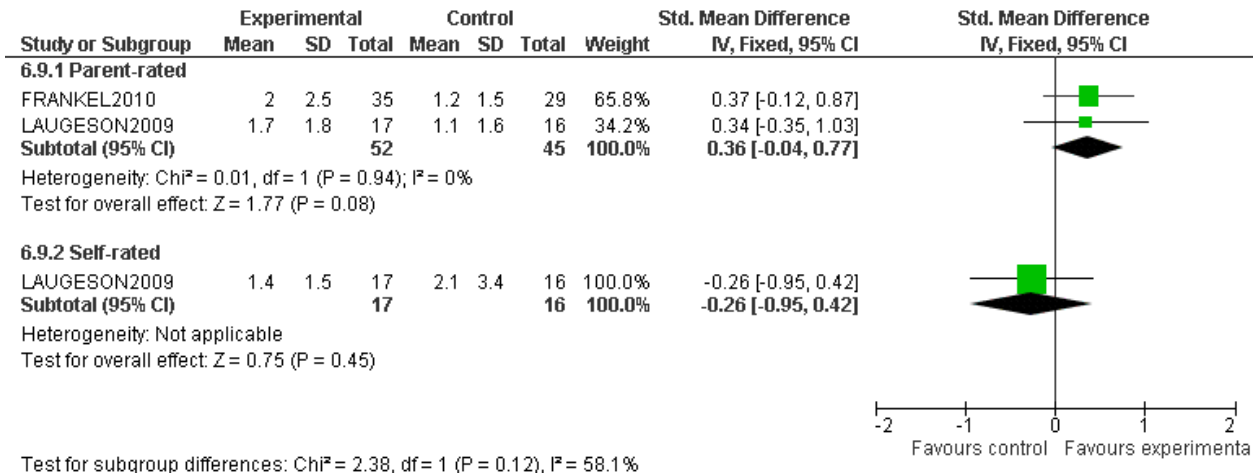 Experimental Control Std. Mean Difference Std. Mean Difference
Study or Subgroup Mean SD Total Mean SD Total Weight IV, Fixed, 95% CI IV, Fixed, 95% CI
6.9.1 Parent-rated
FRANKEL2010 2 2.5 35 1.2 1.5 29 65.8% 0.37 [-0.12, 0.87]
LAUGESON2009 1.7 1.8 17 1.1 1.6 16 34.2% 0.34 [-0.35, 1.03]
Subtotal (95% CI) 52 45 100.0% 0.36 [-0.04, 0.77]
Heterogeneity: Chi² = 0.01, df = 1 (P = 0.94); I² = 0%
Test for overall effect: Z = 1.77 (P = 0.08)
6.9.2 Self-rated
LAUGESON2009 1.4 1.5 17 2.1 3.4 16 100.0% -0.26 [-0.95, 0.42]
Subtotal (95% CI) 17 16 100.0% -0.26 [-0.95, 0.42]
Heterogeneity: Not applicable
Test for overall effect: Z = 0.75 (P = 0.45)
-2 -1 0 1 2
Favours control Favours experimenta
Test for subgroup differences: Chi² = 2.38, df = 1 (P = 0.12), I² = 58.1%